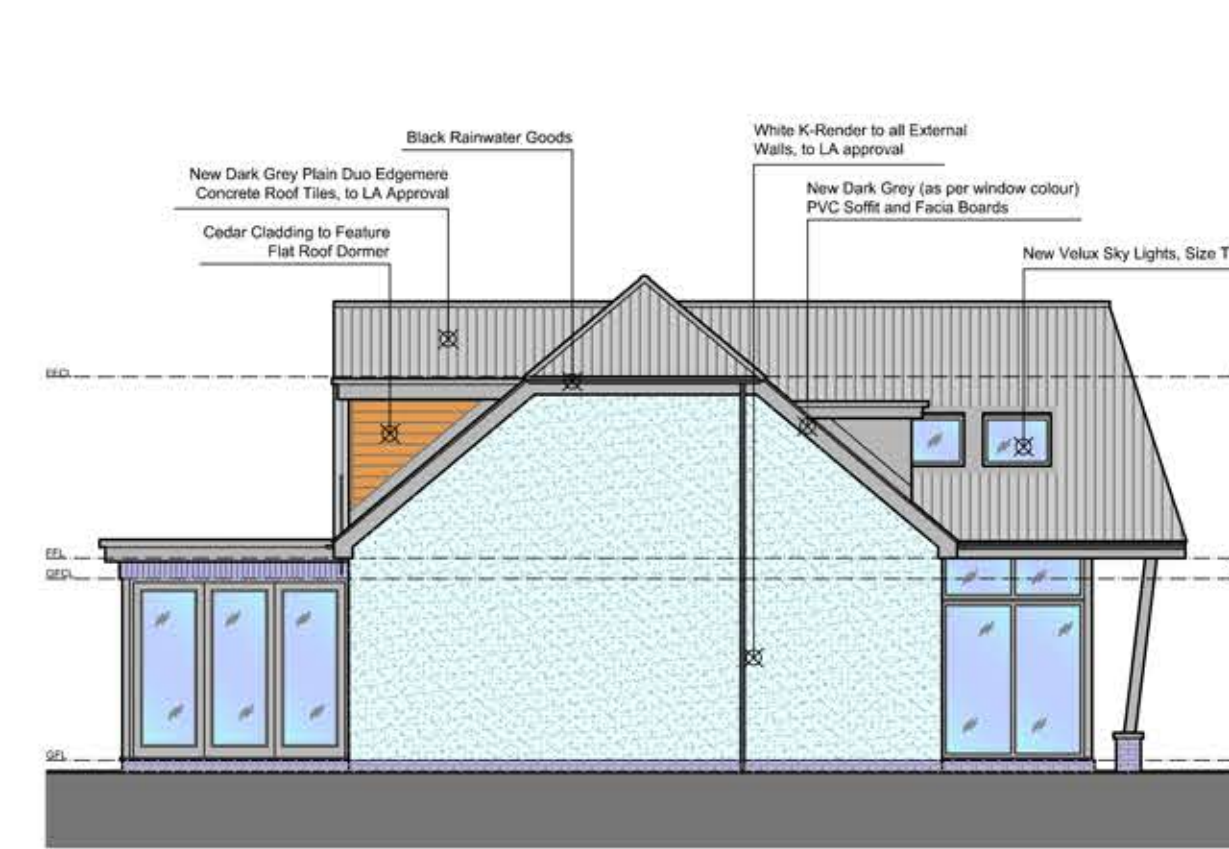 Black Rainwater Goods
New Dark Grey Plain Duo Edgemere
Concrete Roof Tiles, to LA Approval
Cedar Cladding to Feature
Flat Roof Dormer
White K-Render to all External
Walls, to LA approval
New Dark Grey (as per window colour)
PVC Soffit and Facia Boards
New Velux Sky Lights, Size T
FFCL
FFL
GFCL
GFL